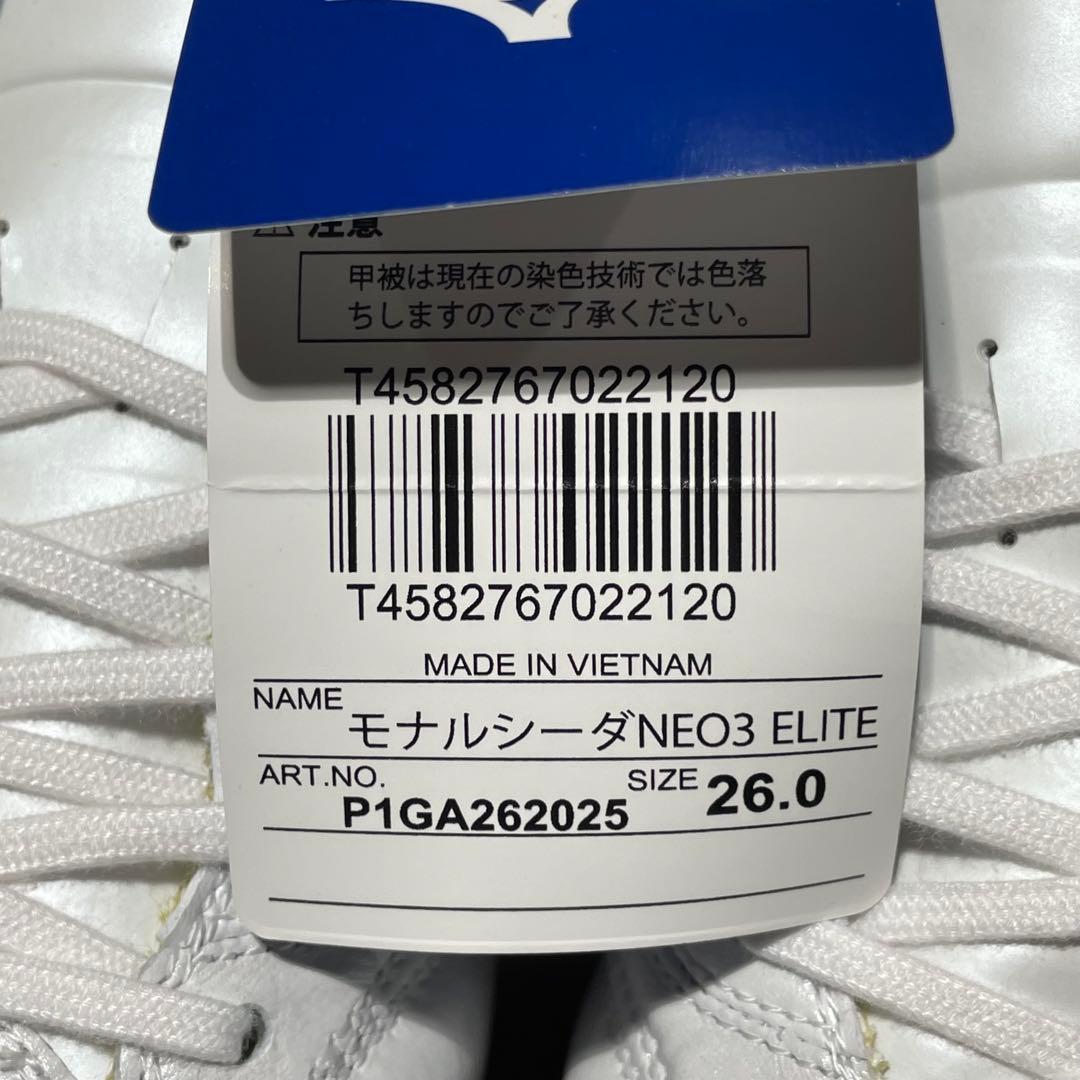 ⚠ 注意
甲被は現在の染色技術では色落
ちしますのでご了承ください。
T4582767022120
T4582767022120
MADE IN VIETNAM
NAME
モナルシーダNEO3 ELITE
ART.NO.
P1GA262025
SIZE
26.0